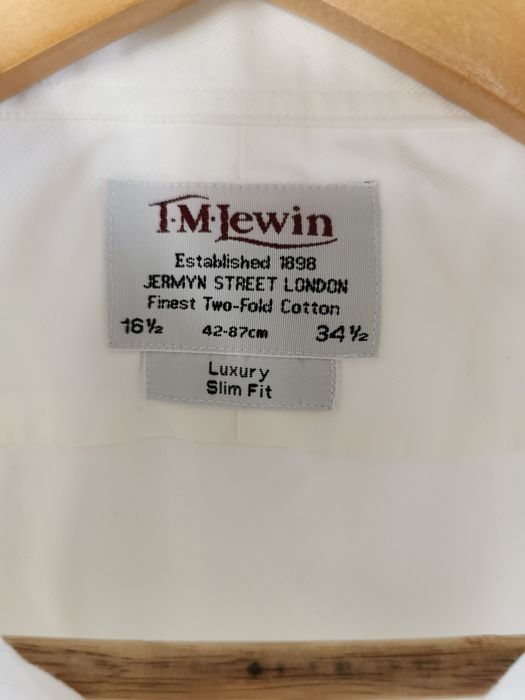 T·M·Lewin
Established 1898
JERMYN STREET LONDON
Finest Two-Fold Cotton
16½ 42-87cm 34½
Luxury
Slim Fit